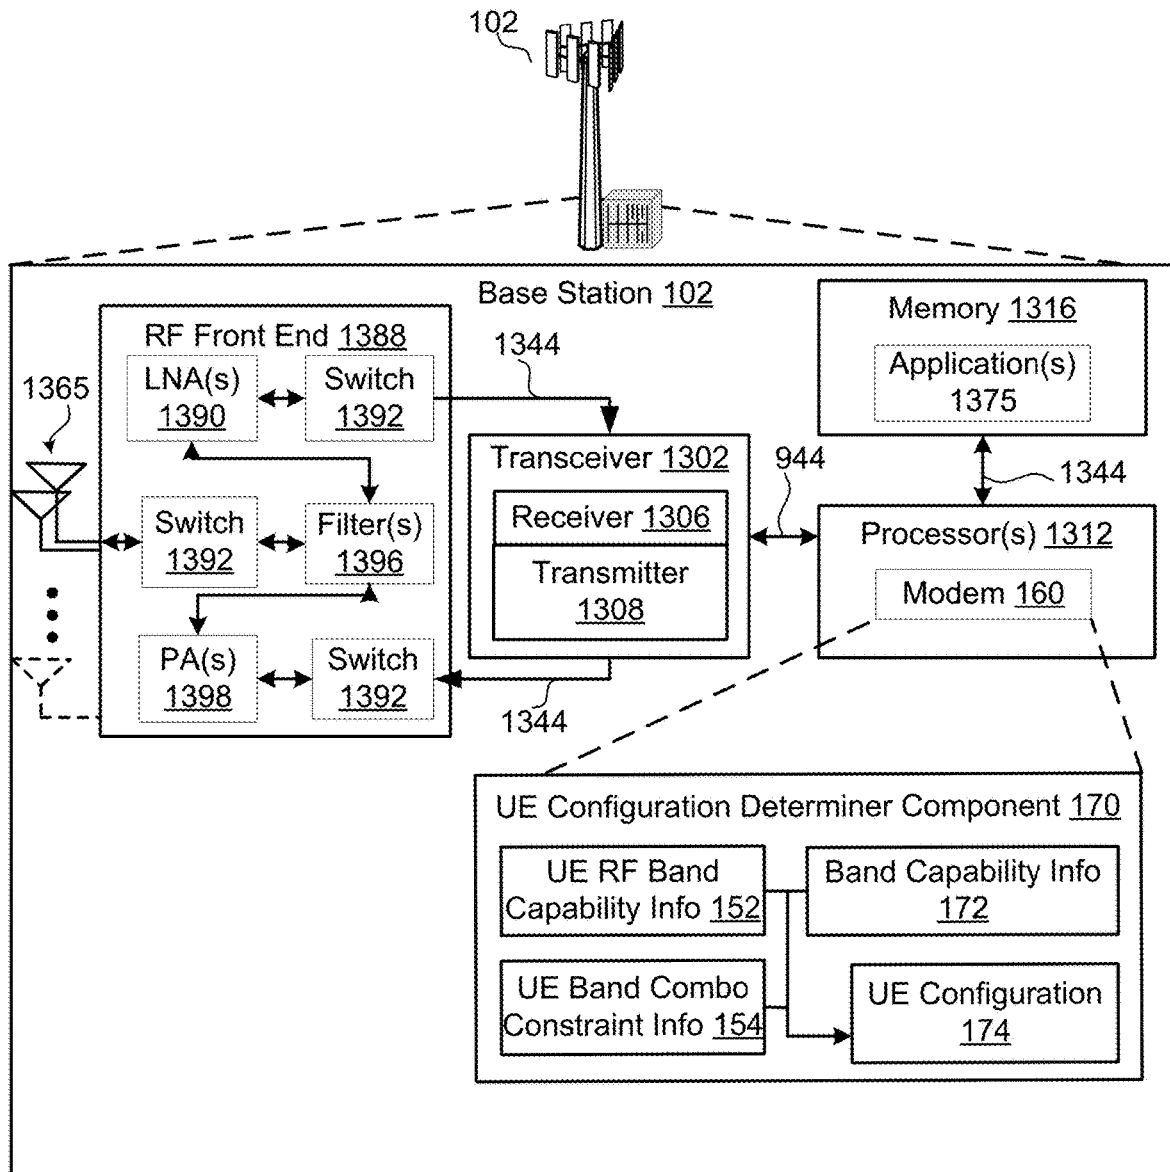 102
Base Station 102
RF Front End 1388
LNA(s)
1390
Switch
1392
1344
1365
Switch
1392
Filter(s)
1396
PA(s)
1398
Switch
1392
1344
Transceiver 1302
Receiver 1306
Transmitter
1308
944
Memory 1316
Application(s)
1375
1344
Processor(s) 1312
Modem 160
UE Configuration Determiner Component 170
UE RF Band
Capability Info 152
Band Capability Info
172
UE Band Combo
Constraint Info 154
UE Configuration
174